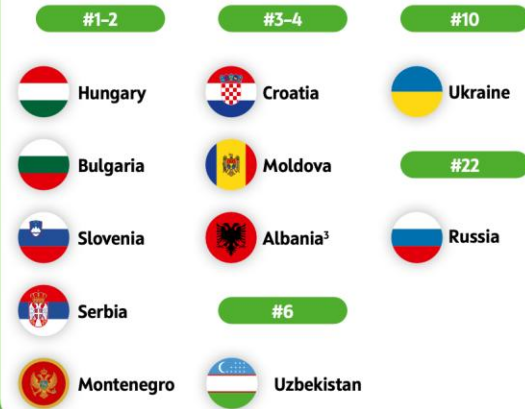 #1–2
Hungary
Bulgaria
Slovenia
Serbia
Montenegro
#3–4
Croatia
Moldova
Albania³
#6
Uzbekistan
#10
Ukraine
#22
Russia